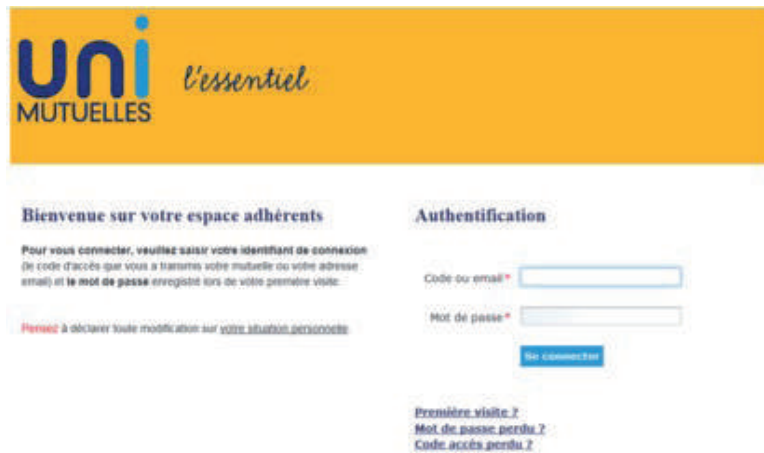 uni
MUTUELLES
l'essentiel
Bienvenue sur votre espace adhérents
Pour vous connecter, veuillez saisir votre identifiant de connexion
(le code d'accès que vous a transmis votre mutuelle ou votre adresse
email) et le mot de passe enregistré lors de votre première visite.
Pensez à déclarer toute modification sur votre situation personnelle
Authentification
Code ou email*
Mot de passe*
Se connecter
Première visite ?
Mot de passe perdu ?
Code accès perdu ?